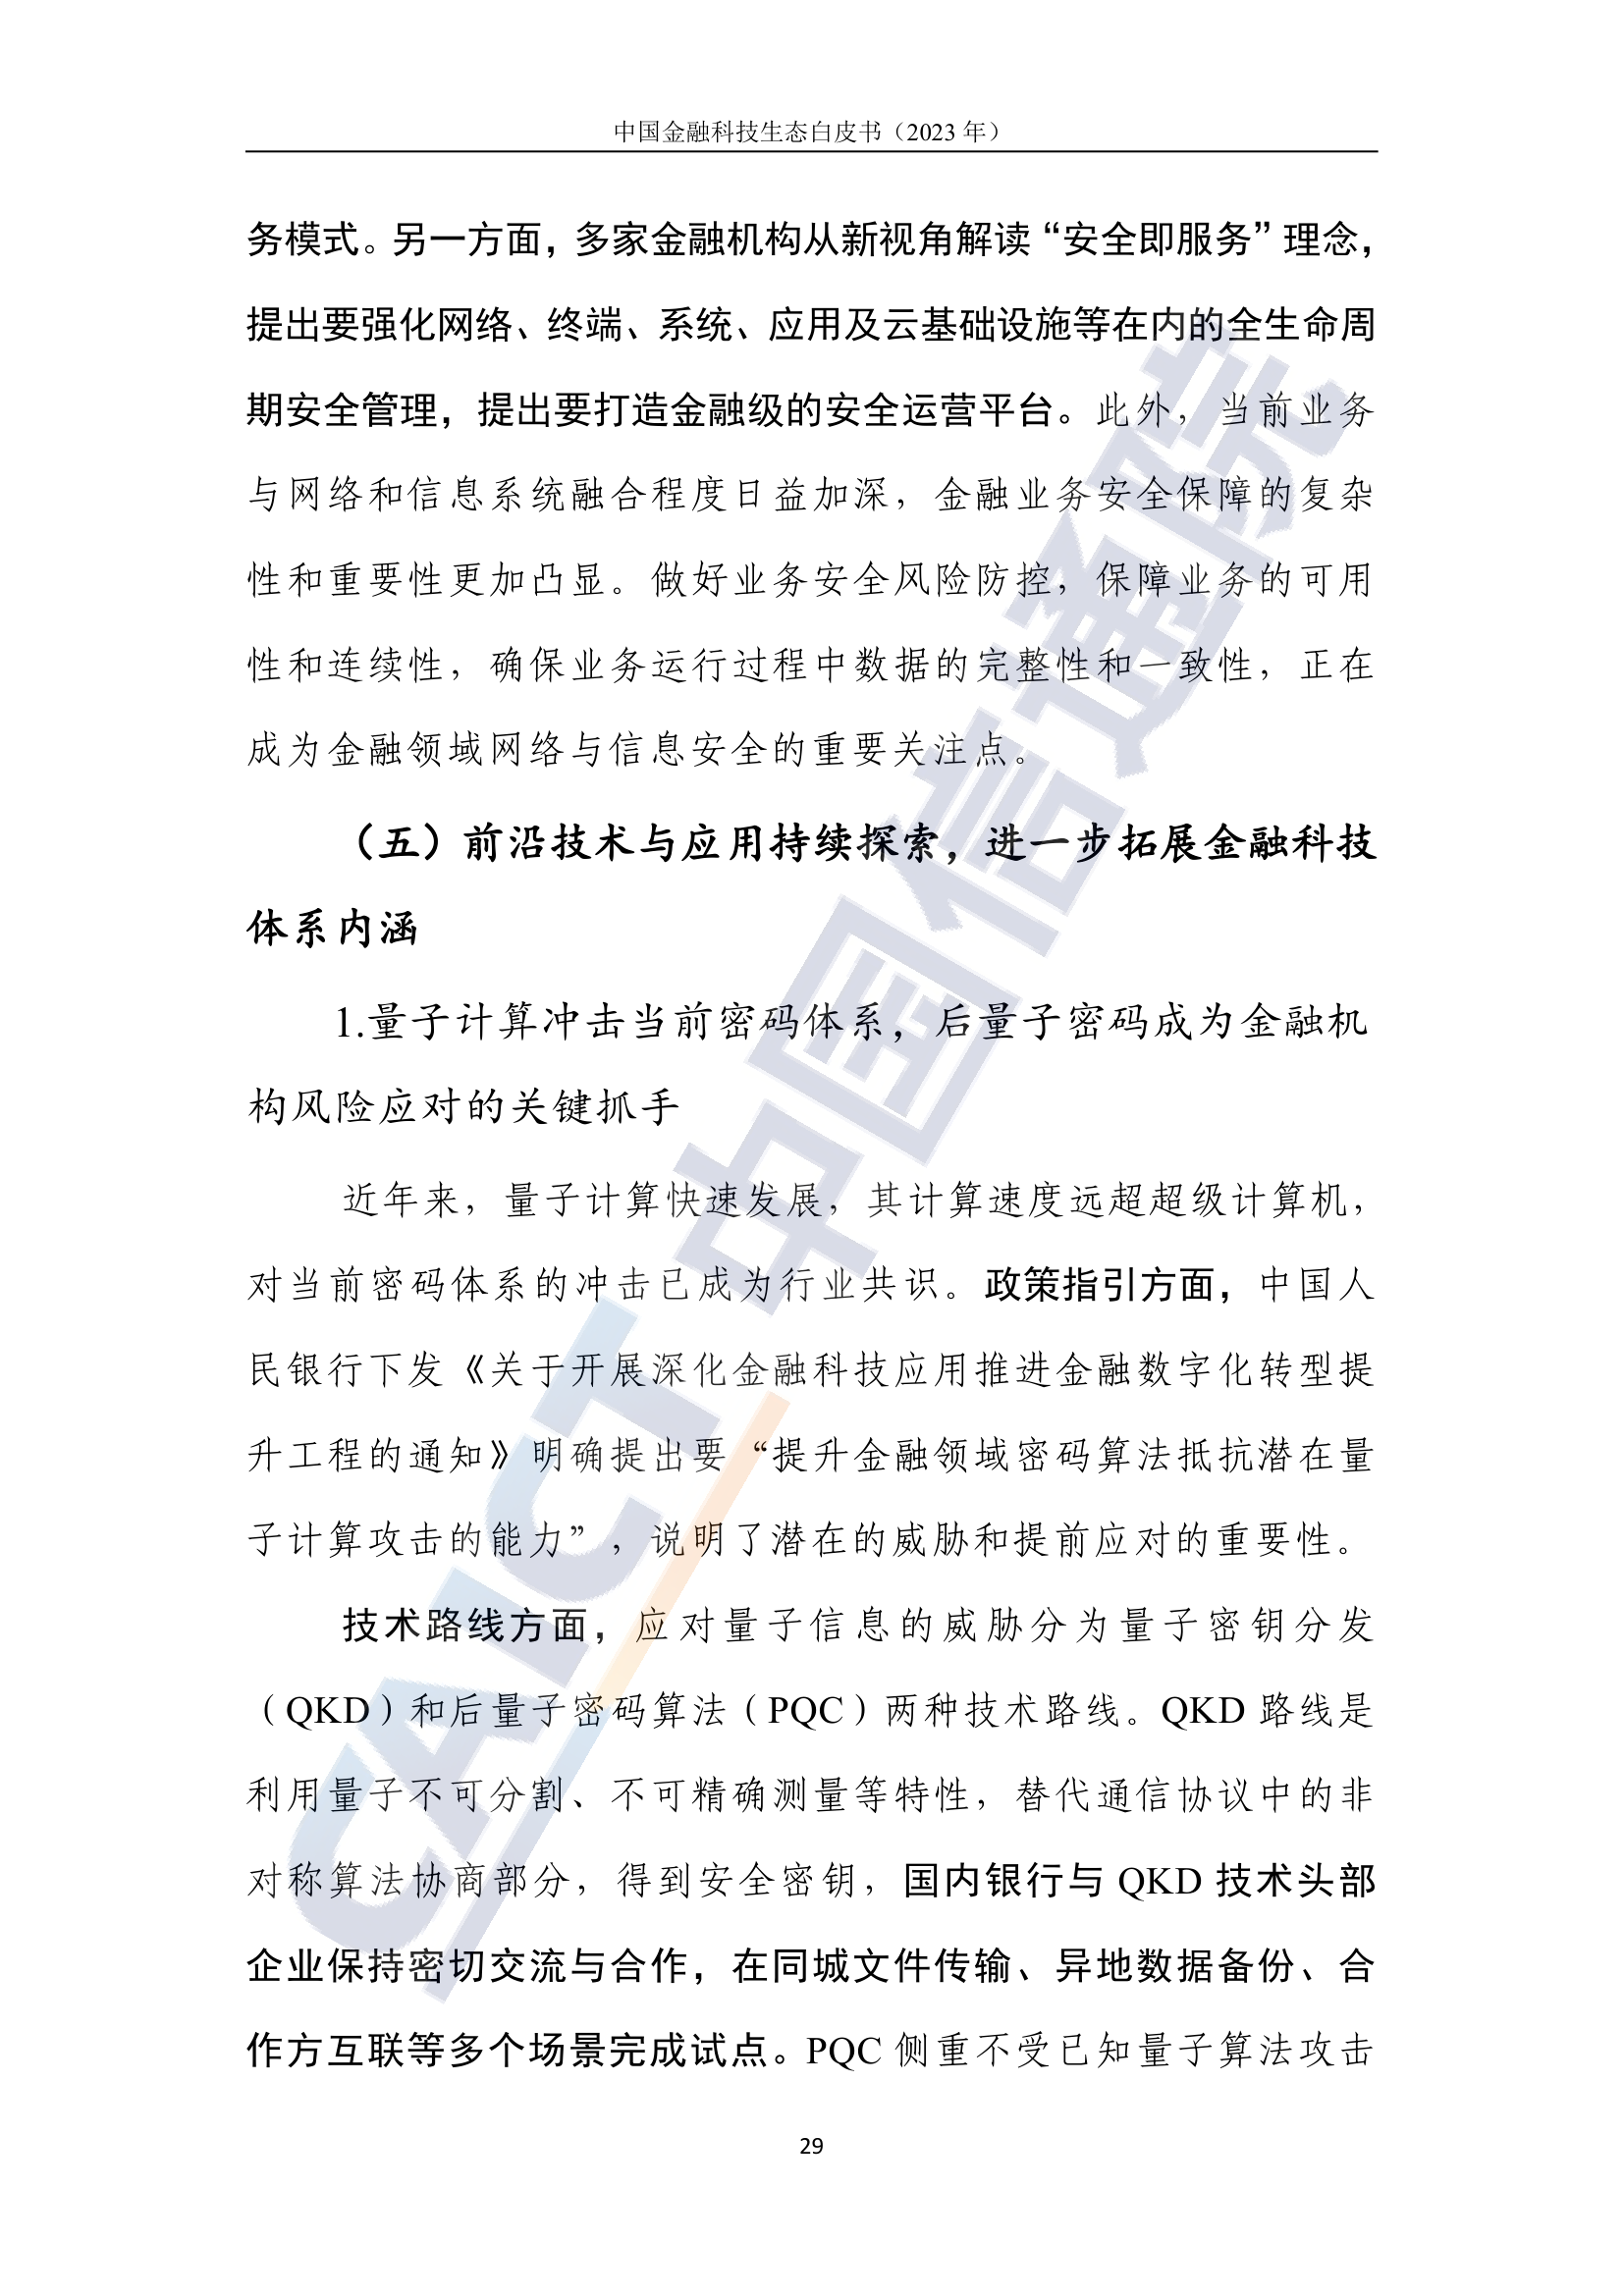 中国金融科技生态白皮书（2023 年）
务模式。另一方面，多家金融机构从新视角解读“安全即服务”理念，
提出要强化网络、终端、系统、应用及云基础设施等在内的全生命周
期安全管理，提出要打造金融级的安全运营平台。此外，当前业务
与网络和信息系统融合程度日益加深，金融业务安全保障的复杂
性和重要性更加凸显。做好业务安全风险防控，保障业务的可用
性和连续性，确保业务运行过程中数据的完整性和一致性，正在
成为金融领域网络与信息安全的重要关注点。
（五）前沿技术与应用持续探索，进一步拓展金融科技
体系内涵
1.量子计算冲击当前密码体系，后量子密码成为金融机
构风险应对的关键抓手
近年来，量子计算快速发展，其计算速度远超超级计算机，
对当前密码体系的冲击已成为行业共识。政策指引方面，中国人
民银行下发《关于开展深化金融科技应用推进金融数字化转型提
升工程的通知》明确提出要“提升金融领域密码算法抵抗潜在量
子计算攻击的能力”，说明了潜在的威胁和提前应对的重要性。
技术路线方面，应对量子信息的威胁分为量子密钥分发
（QKD）和后量子密码算法（PQC）两种技术路线。QKD 路线是
利用量子不可分割、不可精确测量等特性，替代通信协议中的非
对称算法协商部分，得到安全密钥，国内银行与 QKD 技术头部
企业保持密切交流与合作，在同城文件传输、异地数据备份、合
作方互联等多个场景完成试点。PQC 侧重不受已知量子算法攻击
29
CAICT 中国信通院